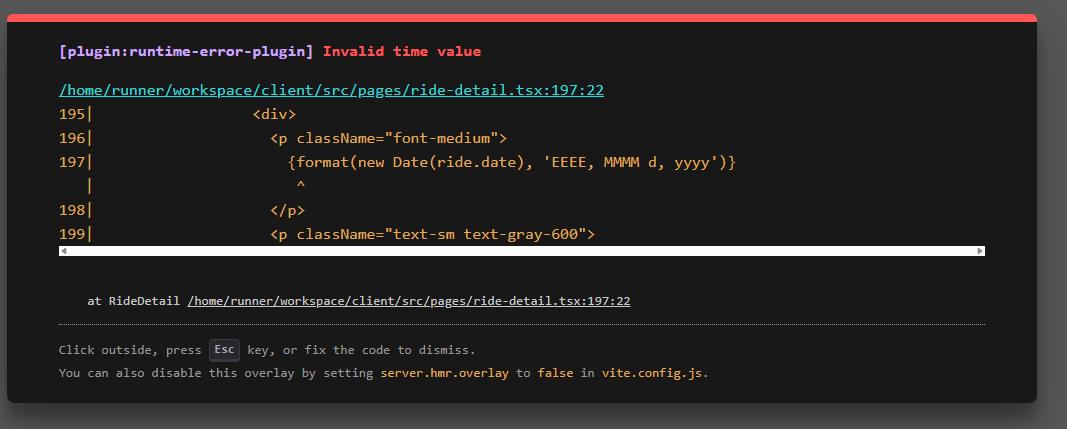 [plugin:runtime-error-plugin] Invalid time value
/home/runner/workspace/client/src/pages/ride-detail.tsx:197:22
195|                  <div>
196|                    <p className="font-medium">
197|                      {format(new Date(ride.date), 'EEEE, MMMM d, yyyy')}
   |                       ^
198|                    </p>
199|                    <p className="text-sm text-gray-600">
at RideDetail /home/runner/workspace/client/src/pages/ride-detail.tsx:197:22
Click outside, press Esc key, or fix the code to dismiss.
You can also disable this overlay by setting server.hmr.overlay to false in vite.config.js.